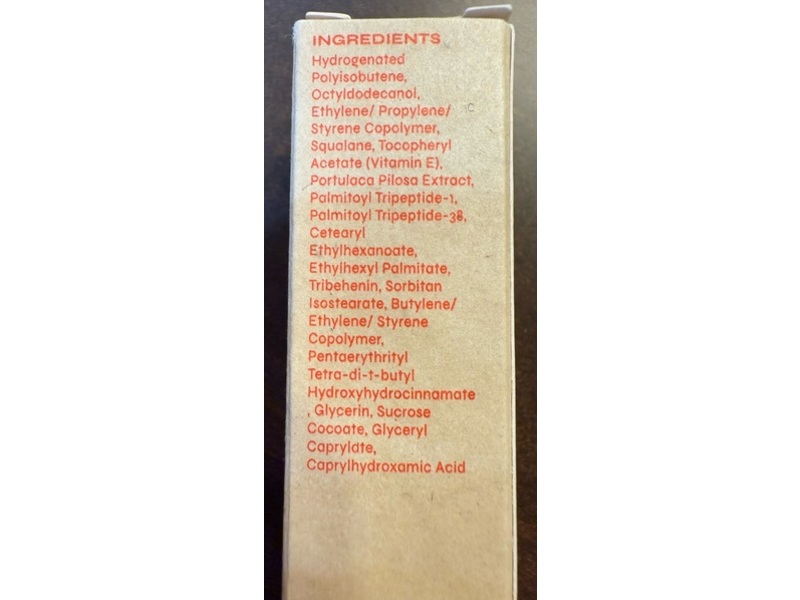 INGREDIENTS
Hydrogenated
Polyisobutene,
Octyldodecanol,
Ethylene/ Propylene/
Styrene Copolymer,
Squalane, Tocopheryl
Acetate (Vitamin E),
Portulaca Pilosa Extract,
Palmitoyl Tripeptide-1,
Palmitoyl Tripeptide-38,
Cetearyl
Ethylhexanoate,
Ethylhexyl Palmitate,
Tribehenin, Sorbitan
Isostearate, Butylene/
Ethylene/ Styrene
Copolymer,
Pentaerythrityl
Tetra-di-t-butyl
Hydroxyhydrocinnamate
, Glycerin, Sucrose
Cocoate, Glyceryl
Caprylate,
Caprylhydroxamic Acid